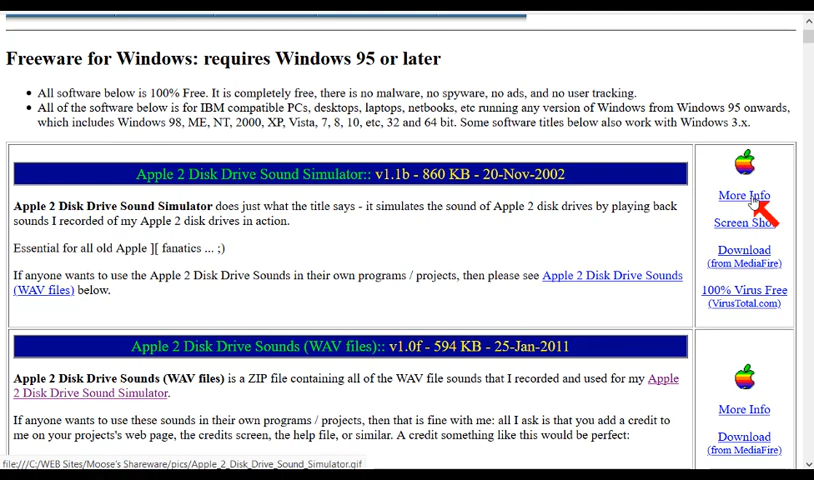 Freeware for Windows: requires Windows 95 or later
All software below is 100% Free. It is completely free, there is no malware, no spyware, no ads, and no user tracking.
All of the software below is for IBM compatible PCs, desktops, laptops, netbooks, etc running any version of Windows from Windows 95 onwards,
which includes Windows 98, ME, NT, 2000, XP, Vista, 7, 8, 10, etc, 32 and 64 bit. Some software titles below also work with Windows 3.x.
Apple 2 Disk Drive Sound Simulator:: v1.1b - 860 KB - 20-Nov-2002
Apple 2 Disk Drive Sound Simulator does just what the title says - it simulates the sound of Apple 2 disk drives by playing back
sounds I recorded of my Apple 2 disk drives in action.
Essential for all old Apple ][ fanatics ... ;)
If anyone wants to use the Apple 2 Disk Drive Sounds in their own programs / projects, then please see Apple 2 Disk Drive Sounds
(WAV files) below.
More Info
Screen Sho
Download
(from MediaFire)
100% Virus Free
(VirusTotal.com)
Apple 2 Disk Drive Sounds (WAV files):: v1.0f - 594 KB - 25-Jan-2011
Apple 2 Disk Drive Sounds (WAV files) is a ZIP file containing all of the WAV file sounds that I recorded and used for my Apple
2 Disk Drive Sound Simulator.
If anyone wants to use these sounds in their own programs / projects, then that is fine with me: all I ask is that you add a credit to
me on your projects's web page, the credits screen, the help file, or similar. A credit something like this would be perfect:
More Info
Download
(from MediaFire)
file:///C:/WEB Sites/Moose's Shareware/pics/Apple_2_Disk_Drive_Sound_Simulator.gif